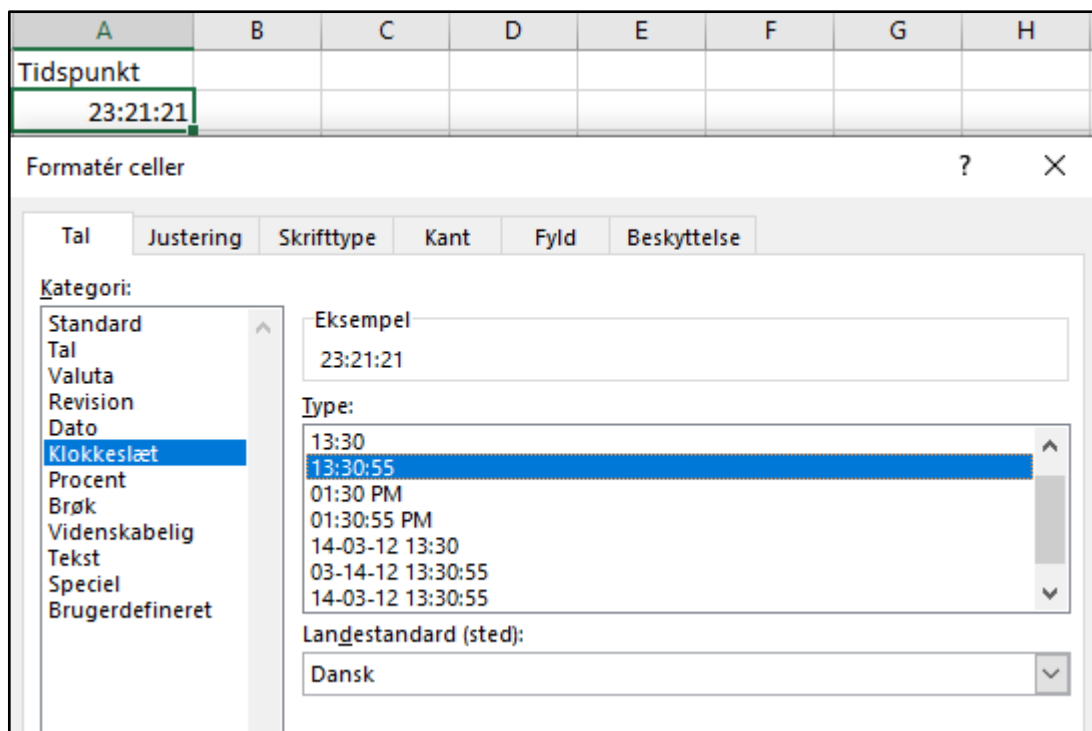 A B C D E F G H
Tidspunkt
23:21:21
Formatér celler ?
Tal Justering Skrifttype Kant Fyld Beskyttelse
Kategori:
Standard
Tal
Valuta
Revision
Dato
Klokkeslæt
Procent
Brøk
Videnskabelig
Tekst
Speciel
Brugerdefineret
Eksempel
23:21:21
Type:
13:30
13:30:55
01:30 PM
01:30:55 PM
14-03-12 13:30
03-14-12 13:30:55
14-03-12 13:30:55
Landestandard (sted):
Dansk